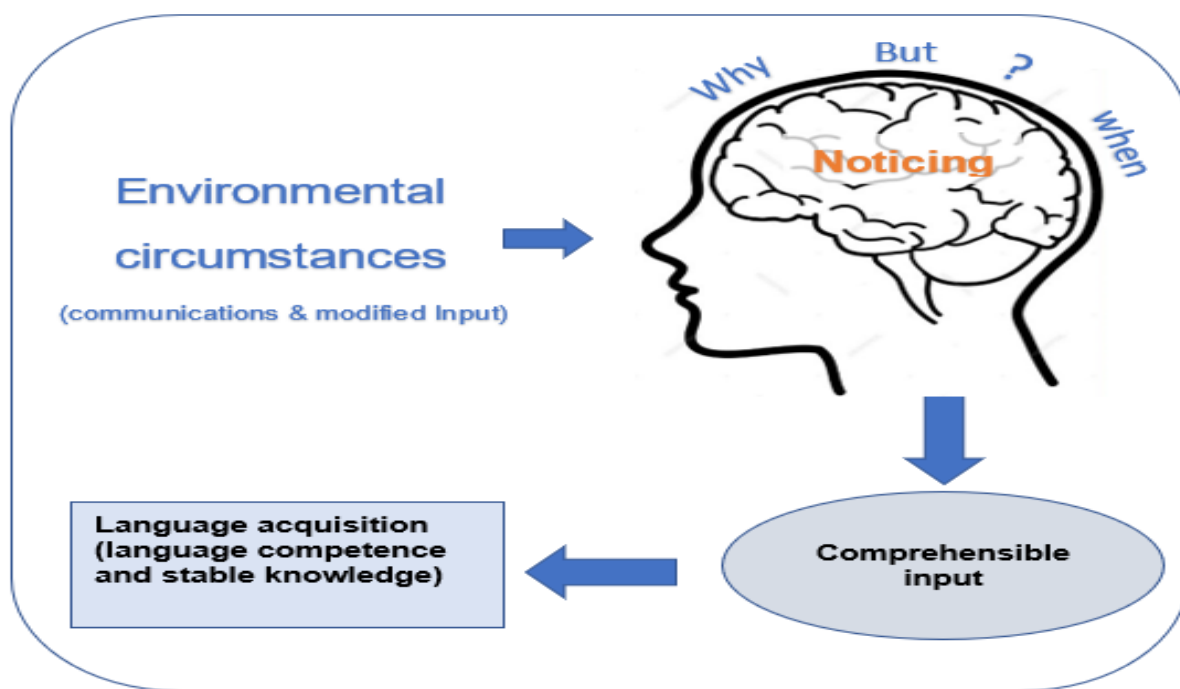 Why
But
?
when
Noticing
Environmental
circumstances
(communications & modified Input)
Language acquisition
(language competence
and stable knowledge)
Comprehensible
input